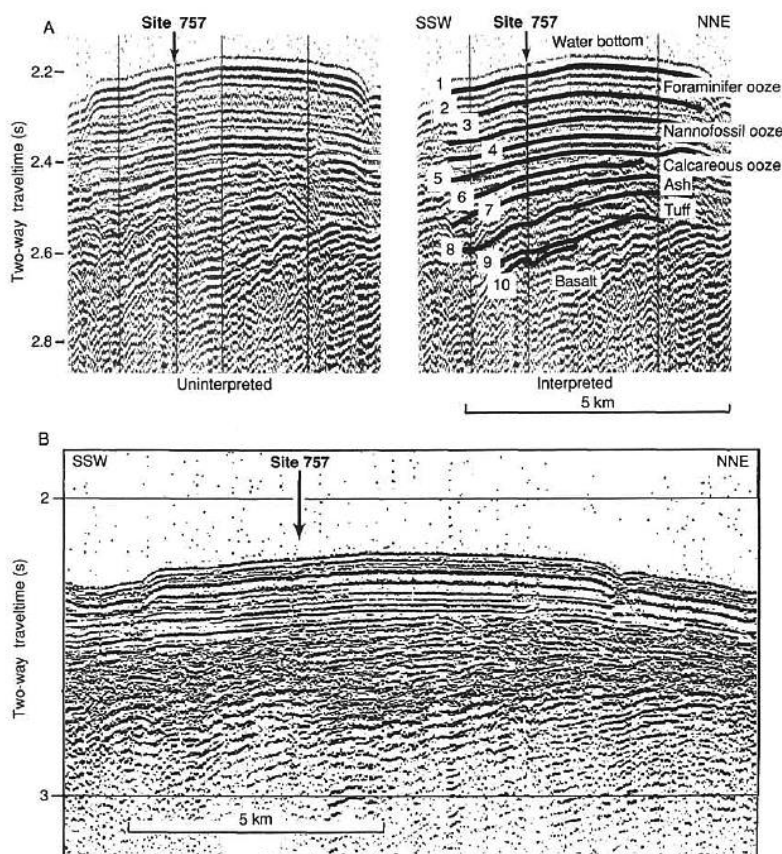 A
Site 757
2.2
2.4
2.6
2.8
Two-way traveltime (s)
Uninterpreted
SSW
Site 757
NNE
Water bottom
1
2
3
4
5
6
7
8
9
10
Foraminifer ooze
Nannofossil ooze
Calcareous ooze
Ash
Tuff
Basalt
Interpreted
5 km
B
SSW
Site 757
NNE
2
3
Two-way traveltime (s)
5 km